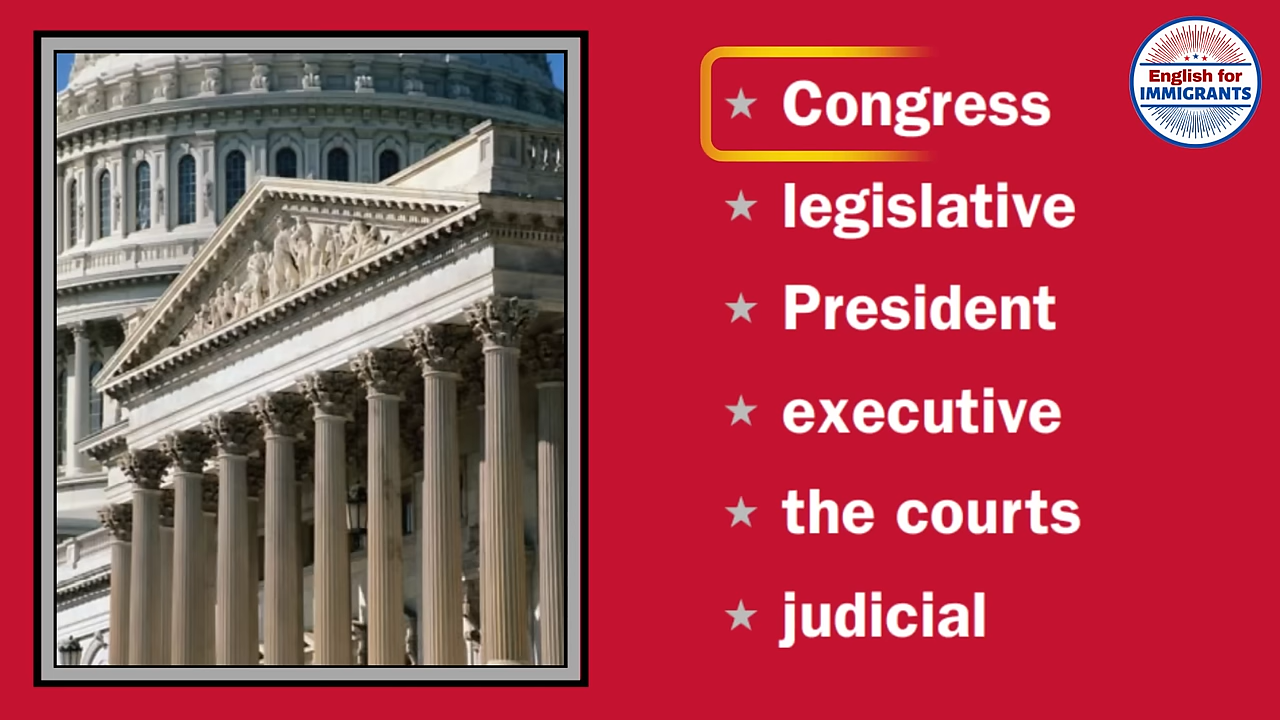 Congress
legislative
President
executive
the courts
judicial
English for
IMMIGRANTS